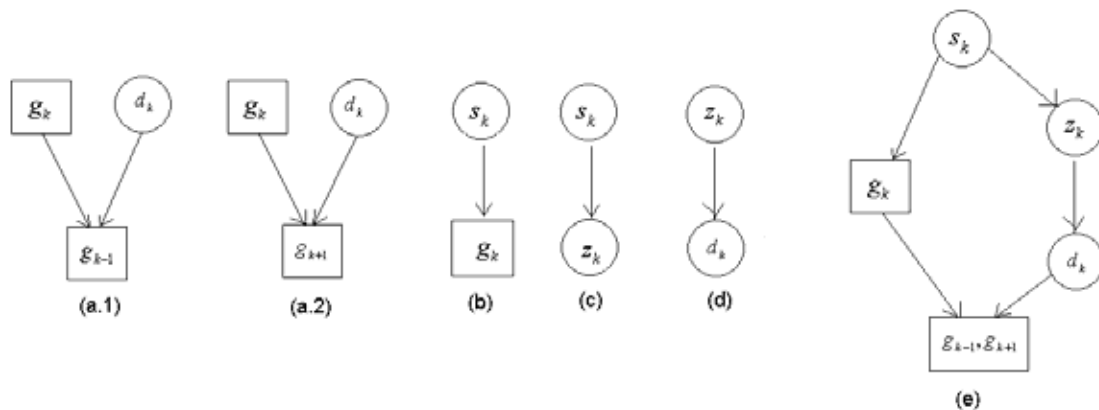 s_k
g_k d_k g_k d_k s_k s_k z_k z_k
g_k
g_{k-1} g_{k+1} g_k z_k d_k d_k
(a.1) (a.2) (b) (c) (d)
g_{k-1}, g_{k+1}
(e)